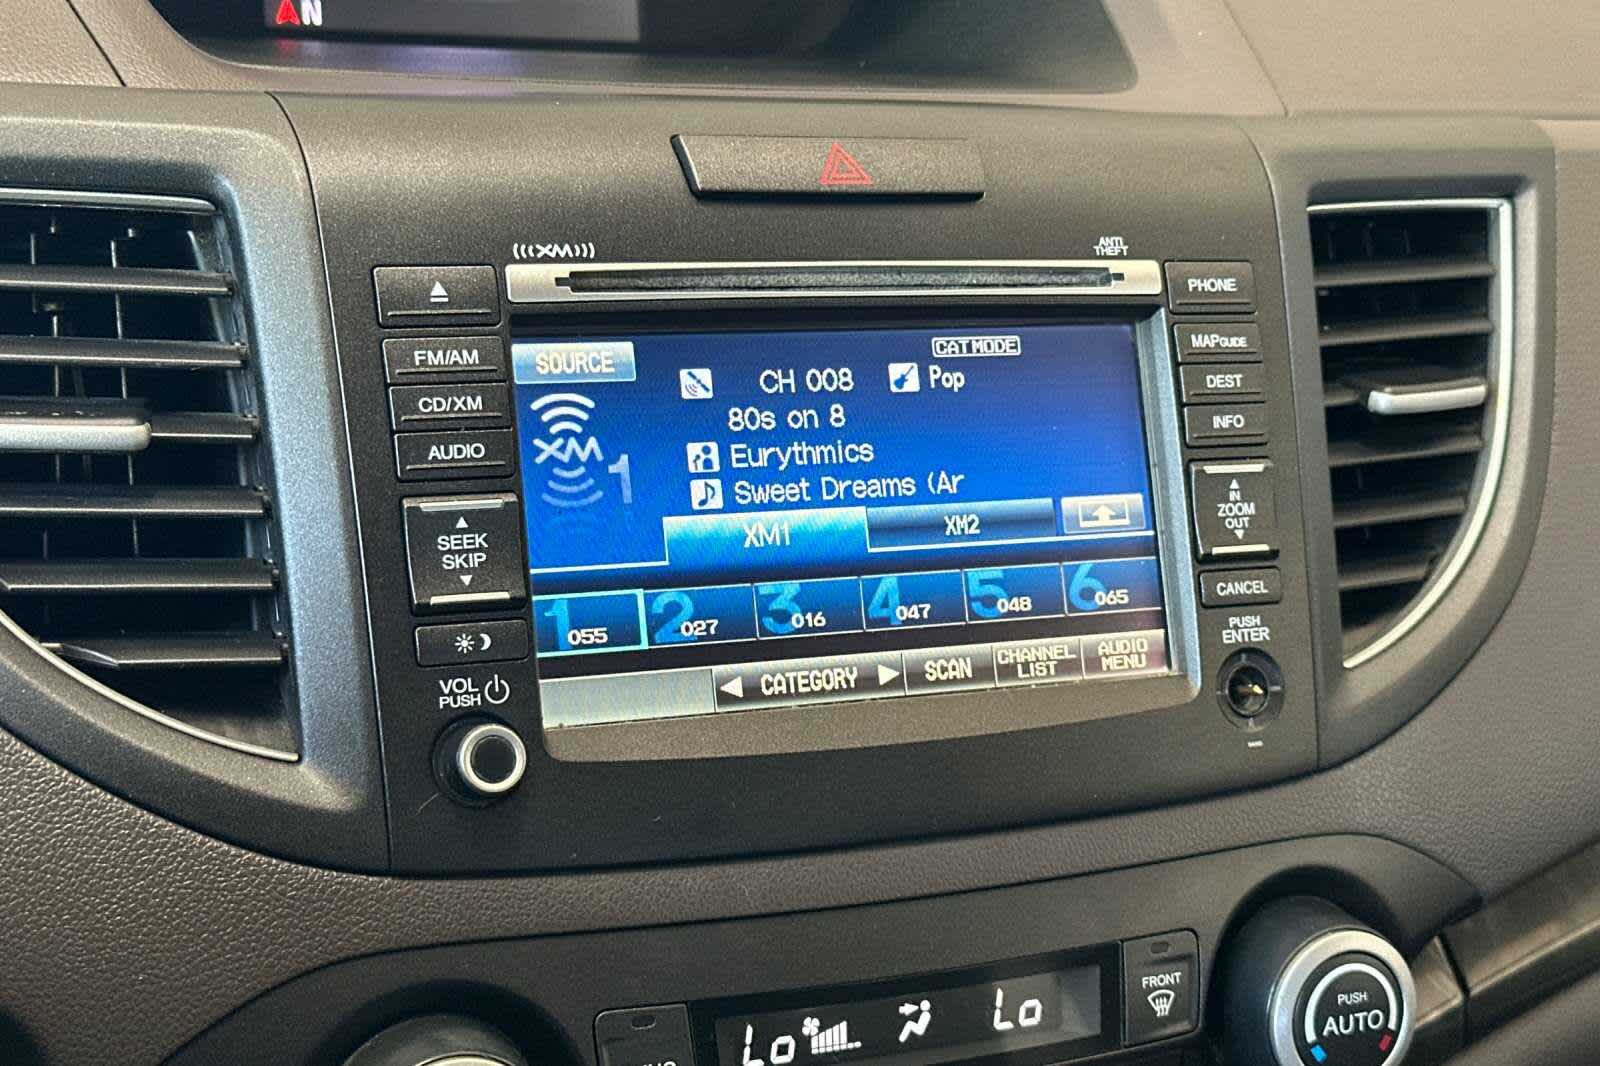 N
XM
ANTI
THEFT
PHONE
FM/AM
MAPGUIDE
SOURCE
CAT MODE
CH 008
Pop
DEST
CD/XM
80s on 8
INFO
AUDIO
XM
1
Eurythmics
Sweet Dreams (Ar
IN
ZOOM
OUT
SEEK
SKIP
XM1
XM2
CANCEL
1 055
2 027
3 016
4 047
5 048
6 065
PUSH
ENTER
VOL
PUSH
CATEGORY
SCAN
CHANNEL
LIST
AUDIO
MENU
FRONT
Lo
Lo
PUSH
AUTO